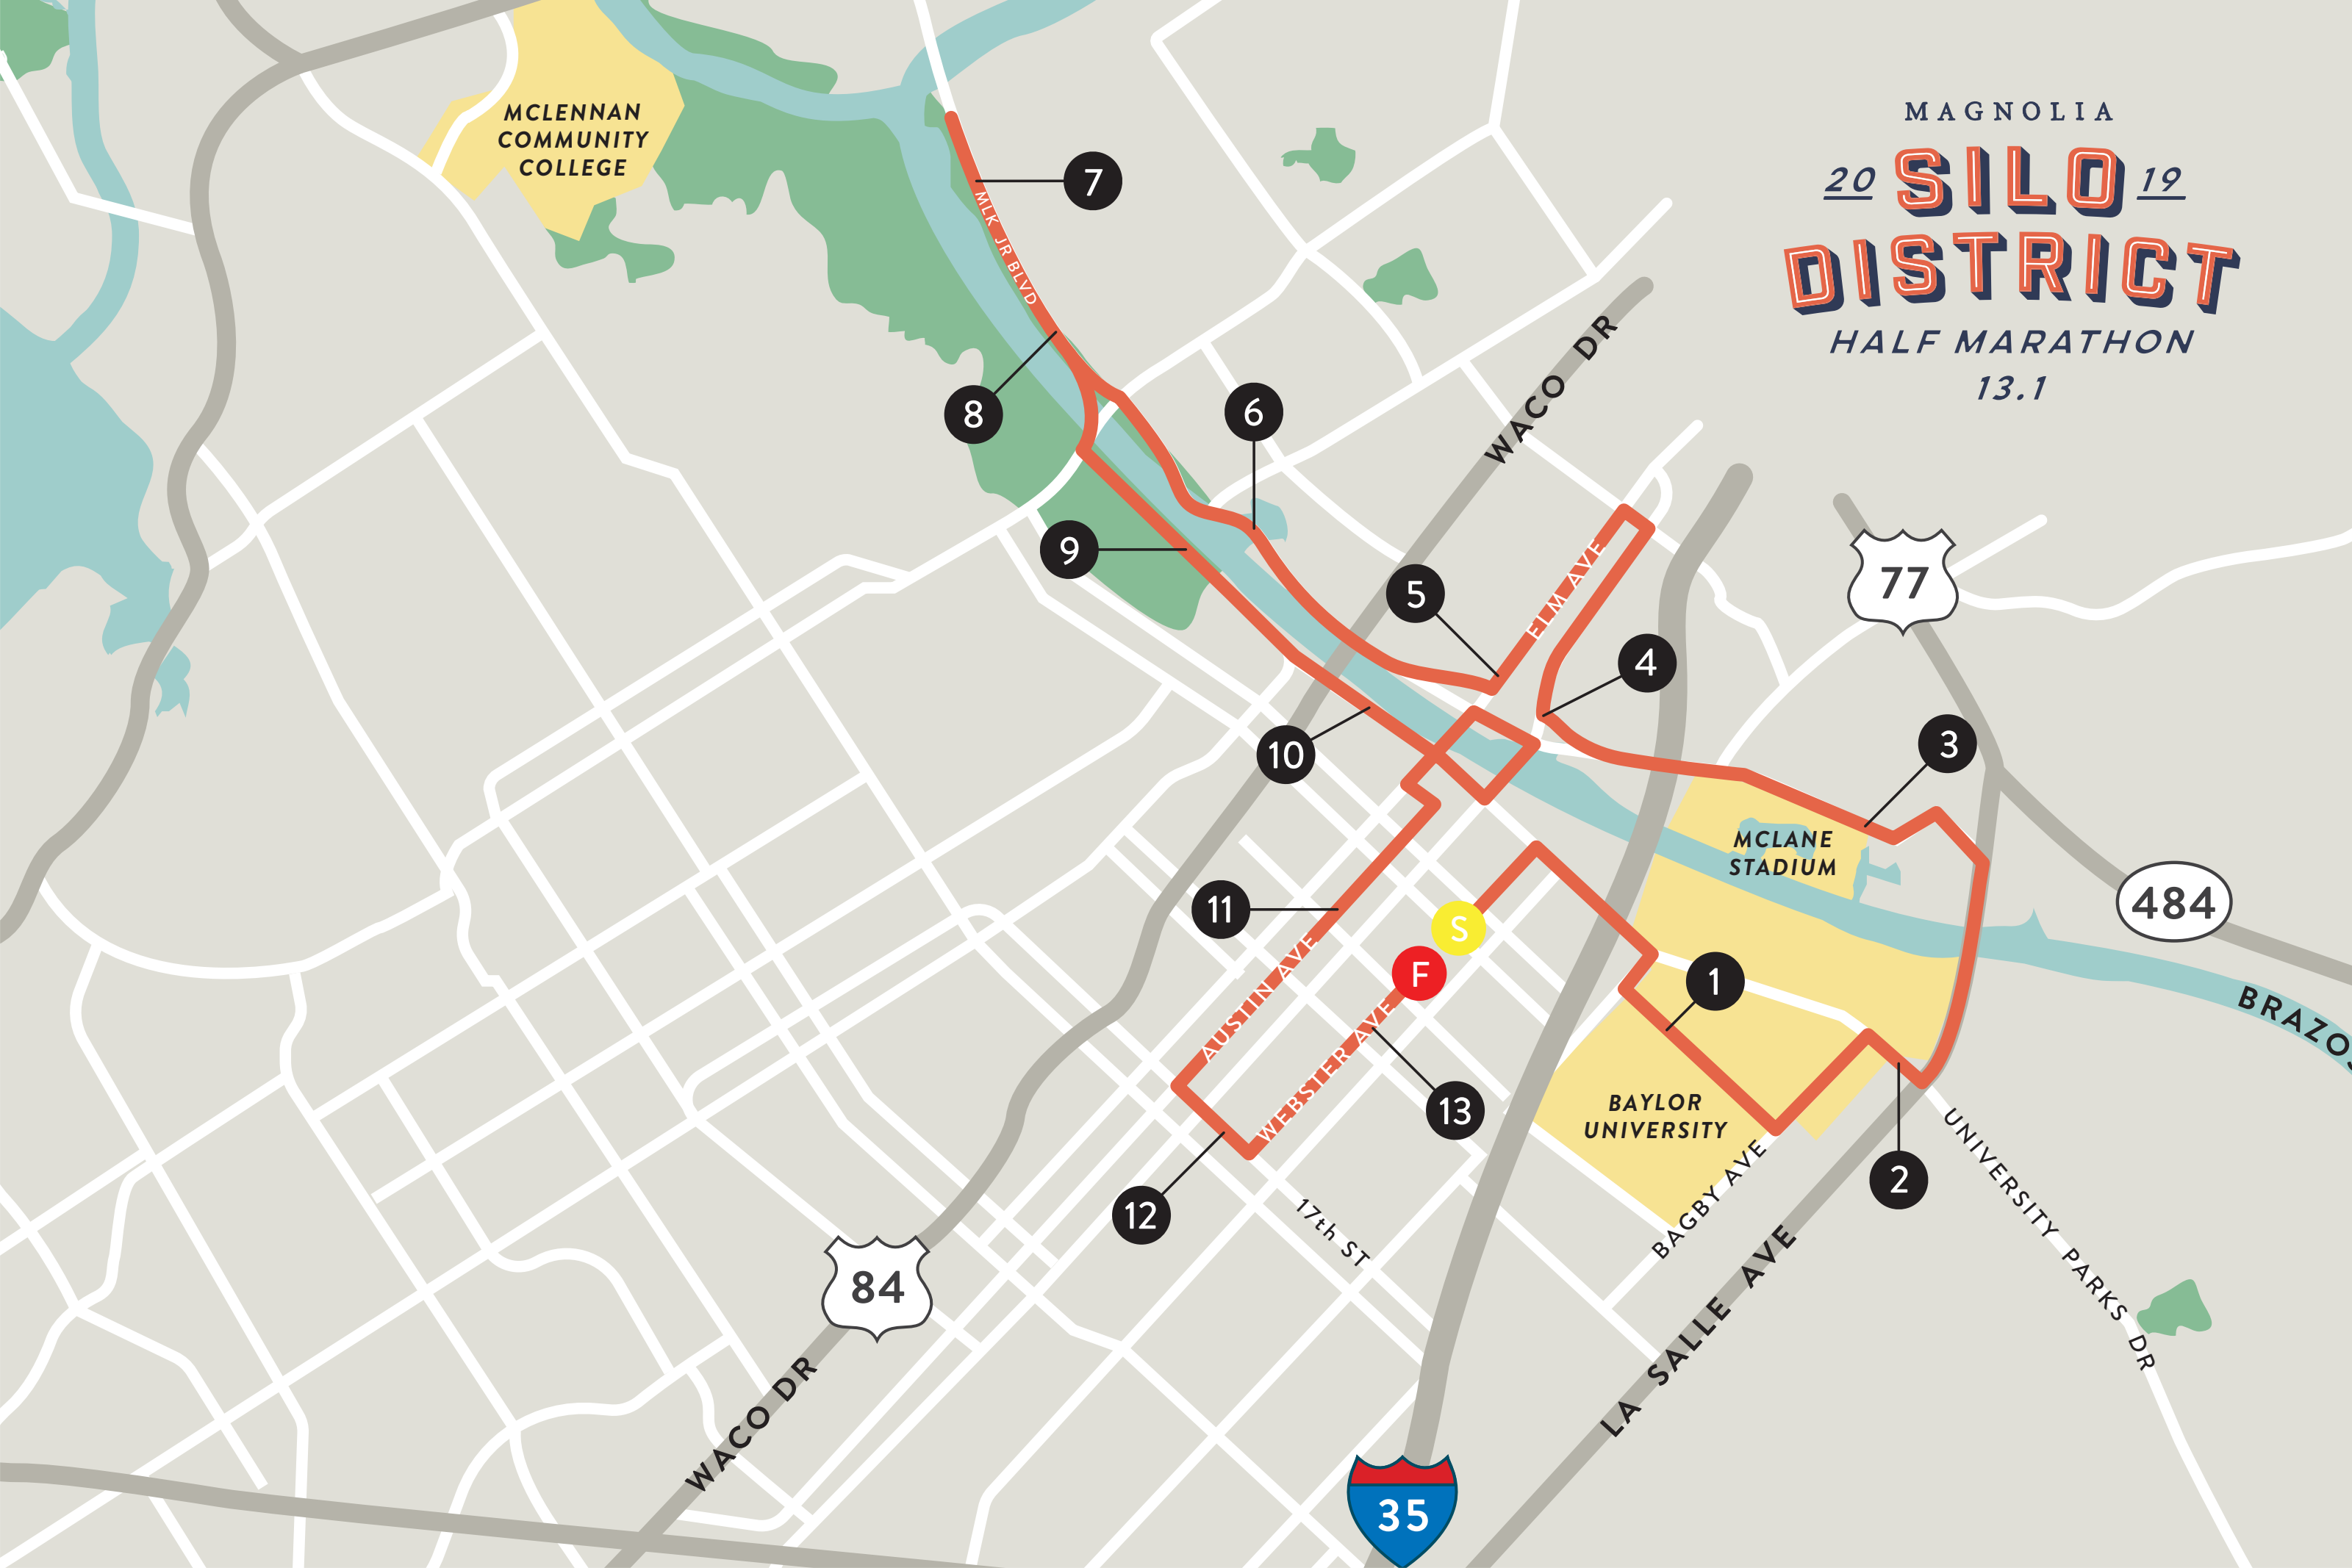 MAGNOLIA
20 SILO 19
DISTRICT
HALF MARATHON
13.1
MCLENNAN
COMMUNITY
COLLEGE
7
MLK JR BLVD
WACO DR
8
6
9
5
ELM AVE
77
4
10
3
MCLANE
STADIUM
484
11
S
F
1
BRAZOS
AUSTIN AVE
WEBSTER AVE
13
BAYLOR
UNIVERSITY
2
12
17th ST
BAGBY AVE
UNIVERSITY PARKS DR
84
LA SALLE AVE
WACO DR
35